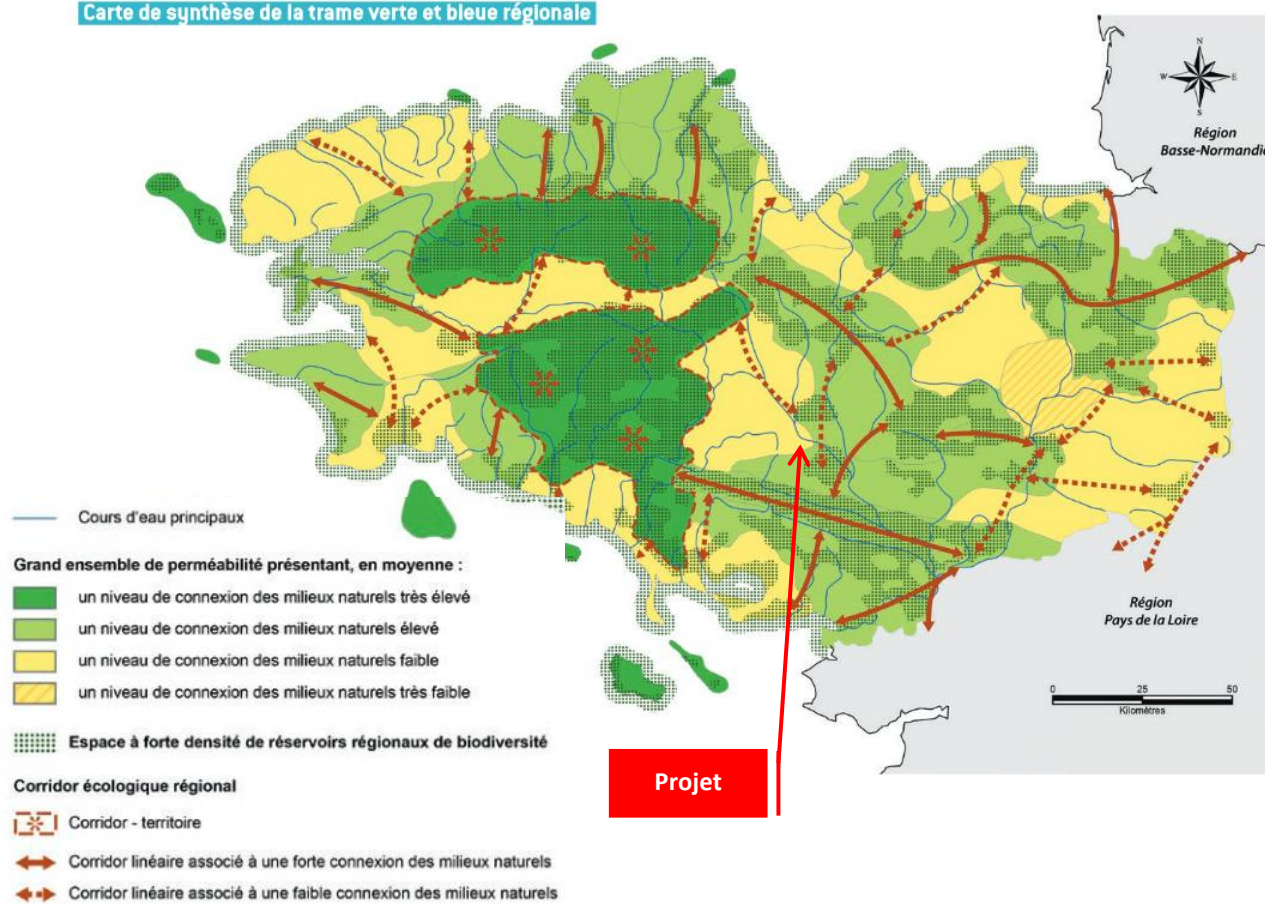 Carte de synthèse de la trame verte et bleue régionale
N
W
E
S
Région
Basse-Normandie
Cours d'eau principaux
Grand ensemble de perméabilité présentant, en moyenne :
un niveau de connexion des milieux naturels très élevé
un niveau de connexion des milieux naturels élevé
un niveau de connexion des milieux naturels faible
un niveau de connexion des milieux naturels très faible
Espace à forte densité de réservoirs régionaux de biodiversité
Corridor écologique régional
Corridor - territoire
Corridor linéaire associé à une forte connexion des milieux naturels
Corridor linéaire associé à une faible connexion des milieux naturels
Région
Pays de la Loire
0 25 50
Kilomètres
Projet